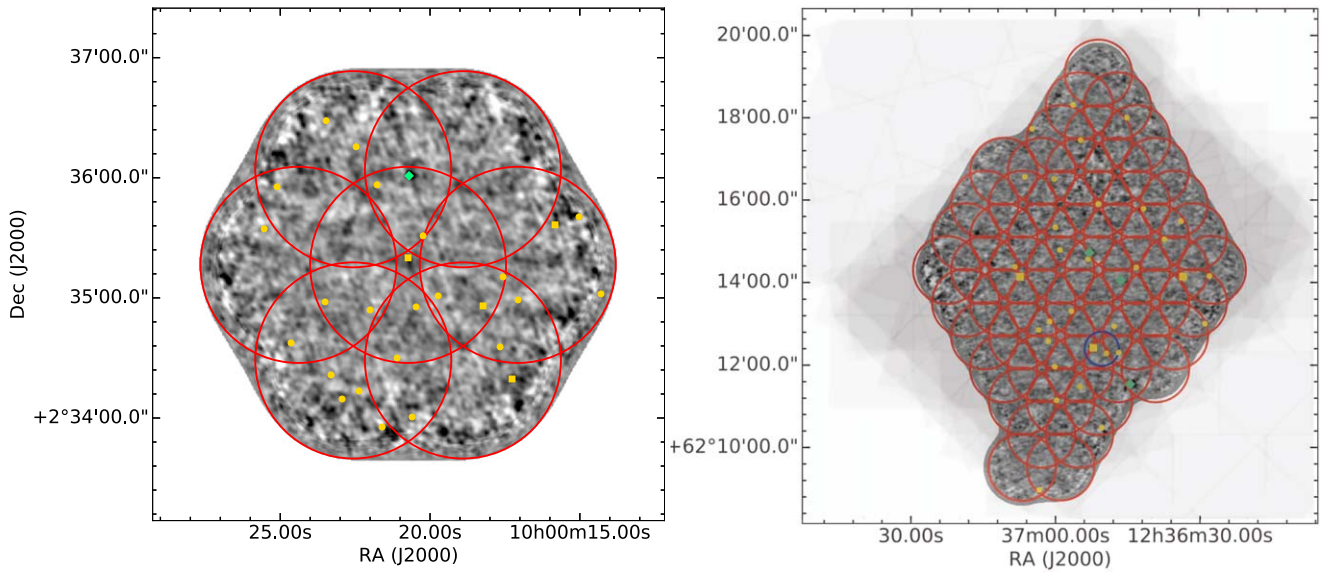 37'00.0"
36'00.0"
35'00.0"
+2°34'00.0"
Dec (J2000)
25.00s
20.00s
10h00m15.00s
RA (J2000)
20'00.0"
18'00.0"
16'00.0"
14'00.0"
12'00.0"
+62°10'00.0"
30.00s
37m00.00s
12h36m30.00s
RA (J2000)